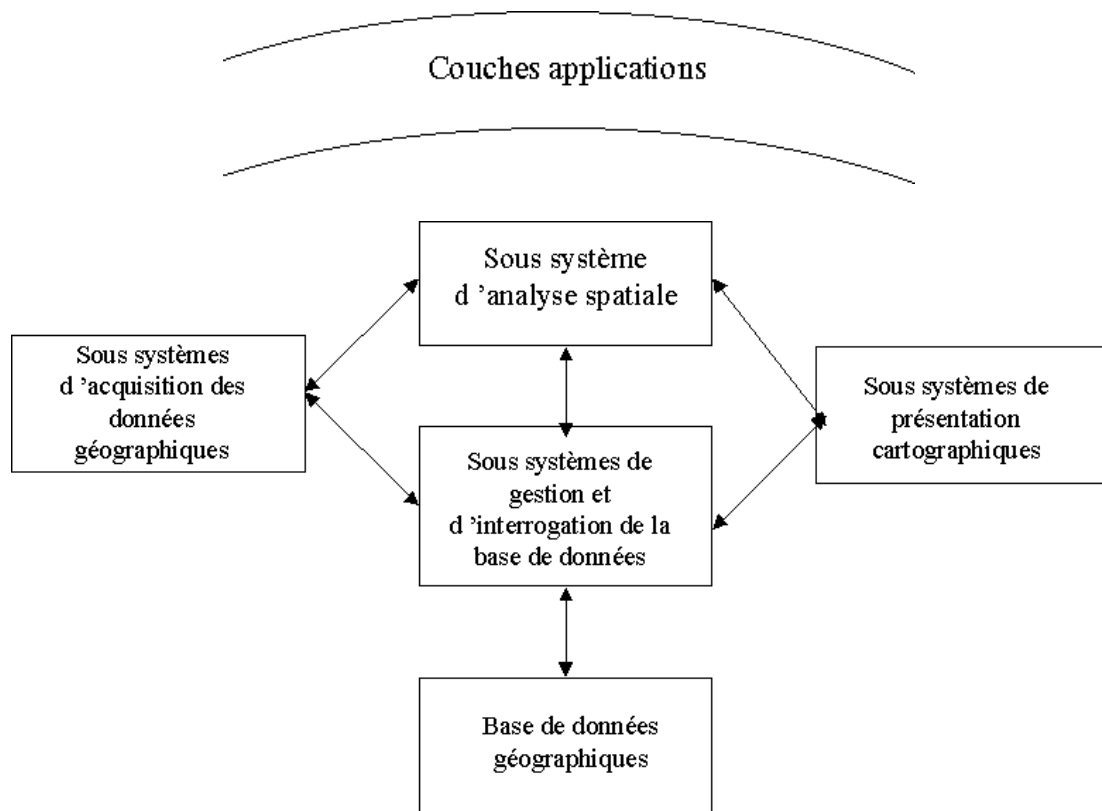 Couches applications
Sous système
d ’analyse spatiale
Sous systèmes
d ’acquisition des
données
géographiques
Sous systèmes de
présentation
cartographiques
Sous systèmes de
gestion et
d ’interrogation de la
base de données
Base de données
géographiques